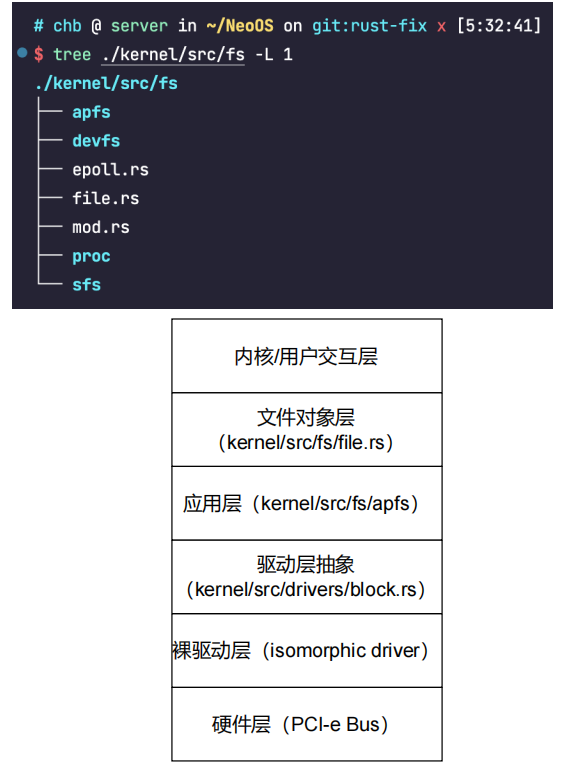 # chb @ server in ~/NeoOS on git:rust-fix x [5:32:41]
$ tree ./kernel/src/fs -L 1
./kernel/src/fs
├── apfs
├── devfs
├── epoll.rs
├── file.rs
├── mod.rs
├── proc
└── sfs
内核/用户交互层
文件对象层
（kernel/src/fs/file.rs）
应用层（kernel/src/fs/apfs）
驱动层抽象
（kernel/src/drivers/block.rs）
裸驱动层（isomorphic driver）
硬件层（PCI-e Bus）